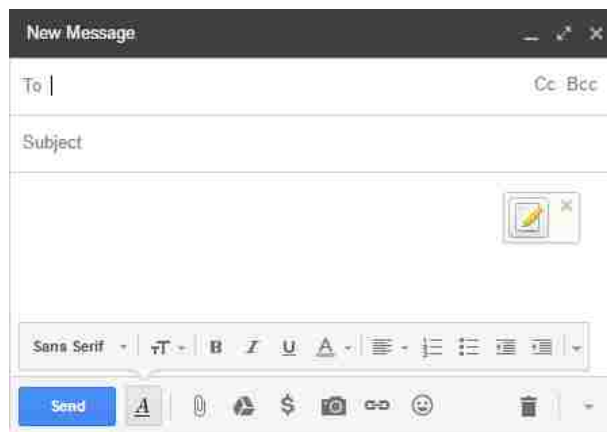 New Message
To Cc Bcc
Subject
Sans Serif T B I U A
Send A $